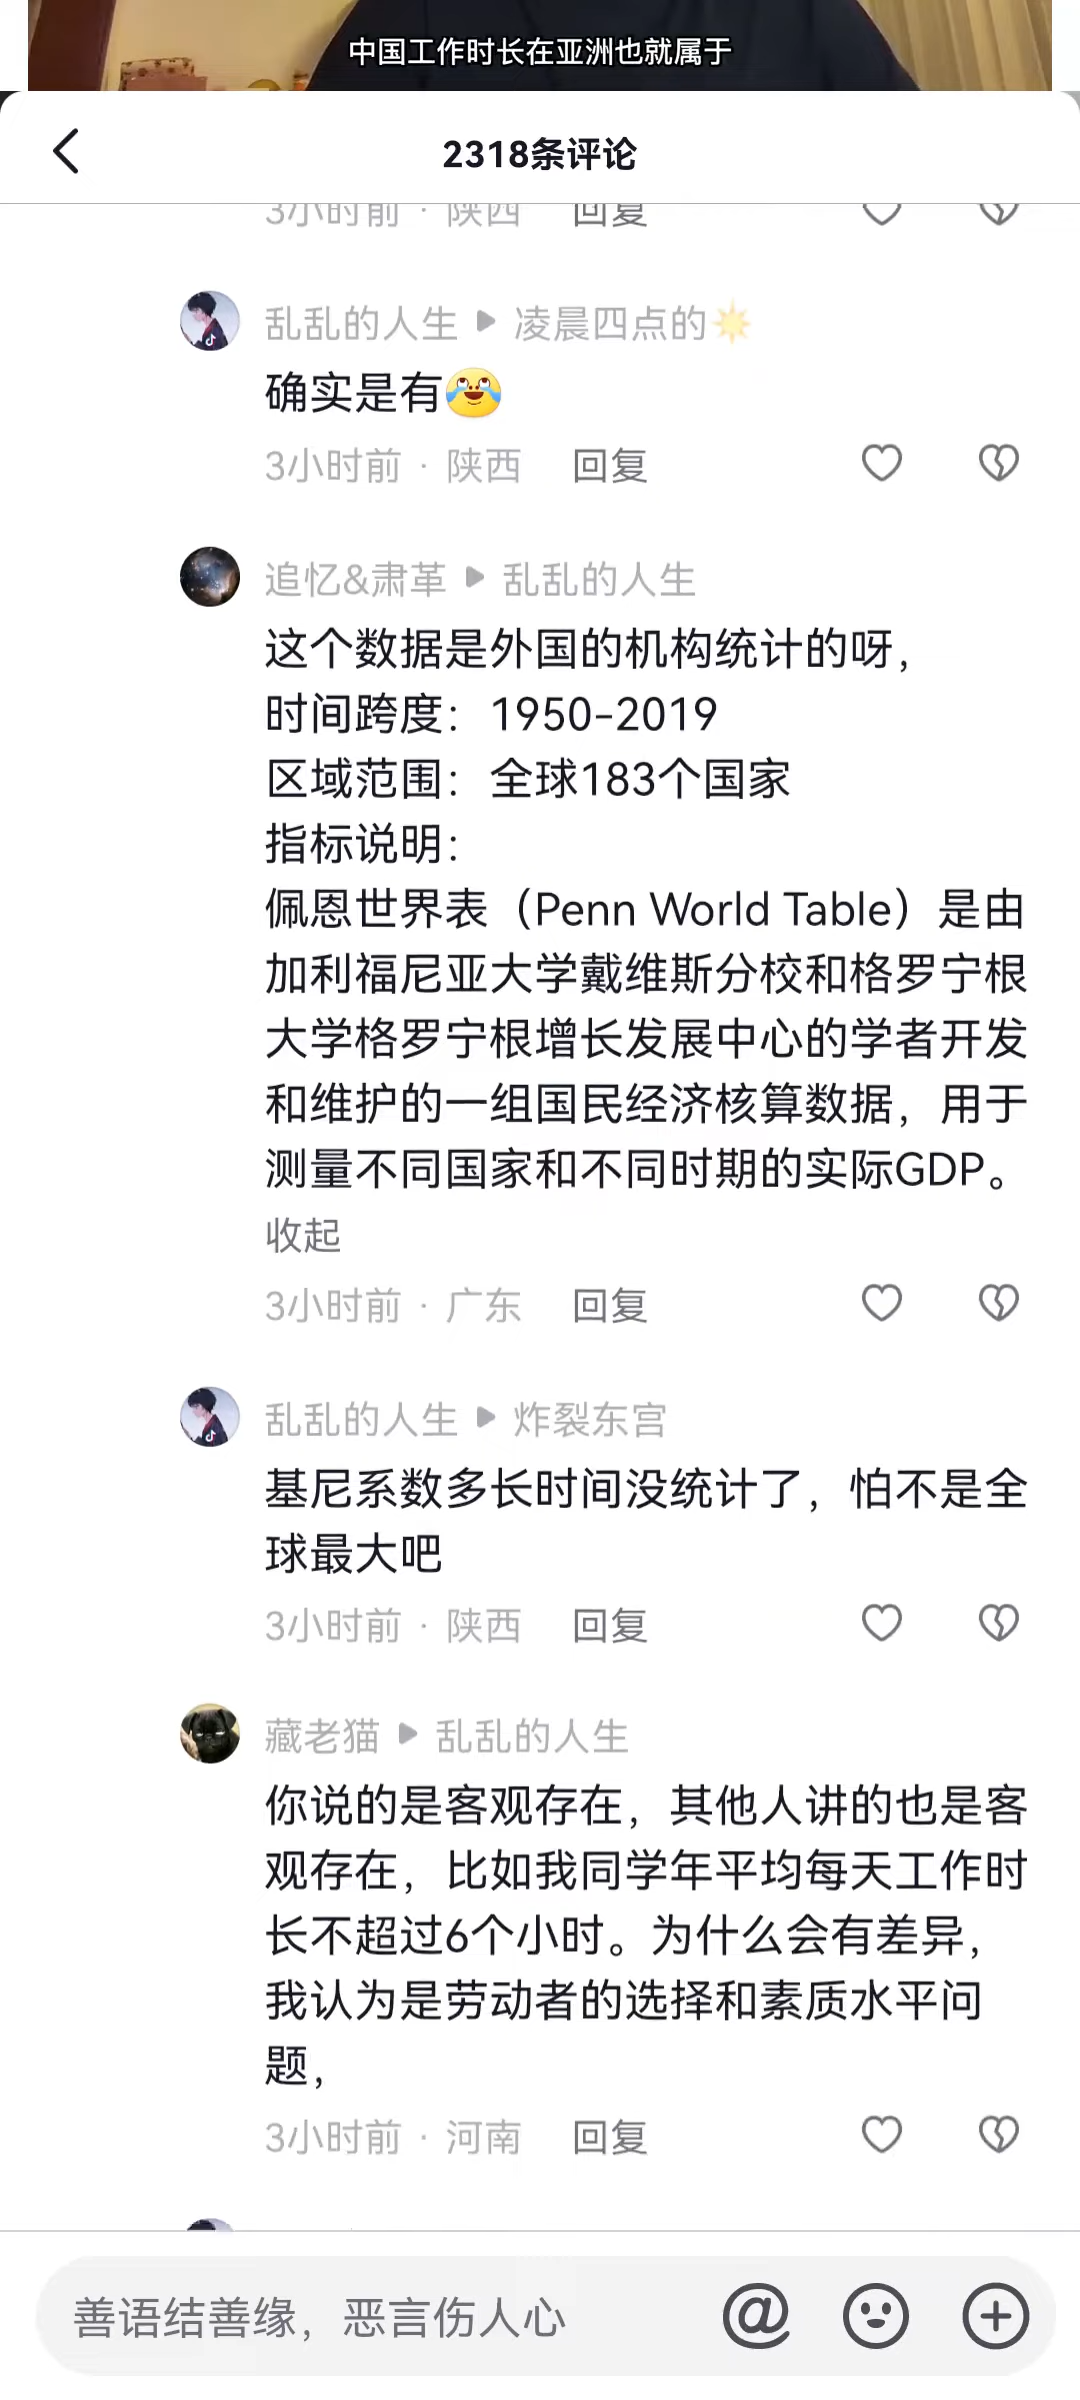 中国工作时长在亚洲也就属于
2318条评论
3小时前 · 陕西 回复
乱乱的人生 ▶ 凌晨四点的☀️
确实是有😂
3小时前 · 陕西 回复
追忆&肃革 ▶ 乱乱的人生
这个数据是外国的机构统计的呀，
时间跨度：1950-2019
区域范围：全球183个国家
指标说明：
佩恩世界表（Penn World Table）是由
加利福尼亚大学戴维斯分校和格罗宁根
大学格罗宁根增长发展中心的学者开发
和维护的一组国民经济核算数据，用于
测量不同国家和不同时期的实际GDP。
收起
3小时前 · 广东 回复
乱乱的人生 ▶ 炸裂东宫
基尼系数多长时间没统计了，怕不是全
球最大吧
3小时前 · 陕西 回复
藏老猫 ▶ 乱乱的人生
你说的是客观存在，其他人讲的也是客
观存在，比如我同学年平均每天工作时
长不超过6个小时。为什么会有差异，
我认为是劳动者的选择和素质水平问
题，
3小时前 · 河南 回复
善语结善缘，恶言伤人心